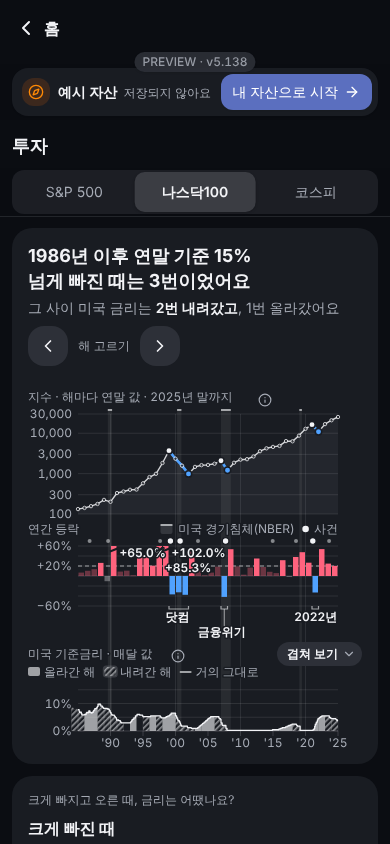 홈
PREVIEW · v5.138
예시 자산 저장되지 않아요 내 자산으로 시작 →
투자
S&P 500 나스닥100 코스피
1986년 이후 연말 기준 15%
넘게 빠진 때는 3번이었어요
그 사이 미국 금리는 2번 내려갔고, 1번 올라갔어요
해 고르기
지수 · 해마다 연말 값 · 2025년 말까지
30,000
10,000
3,000
1,000
300
100
연간 등락 미국 경기침체(NBER) 사건
+60%
+65.0% +102.0%
+20% +85.3%
−60%
닷컴 2022년
금융위기
미국 기준금리 · 매달 값 겹쳐 보기
올라간 해 내려간 해 거의 그대로
10%
0%
'90 '95 '00 '05 '10 '15 '20 '25
크게 빠지고 오른 때, 금리는 어땠나요?
크게 빠진 때